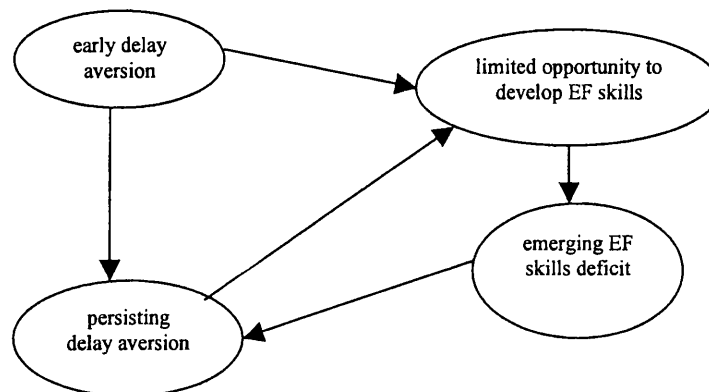 early delay
aversion
limited opportunity to
develop EF skills
emerging EF
skills deficit
persisting
delay aversion